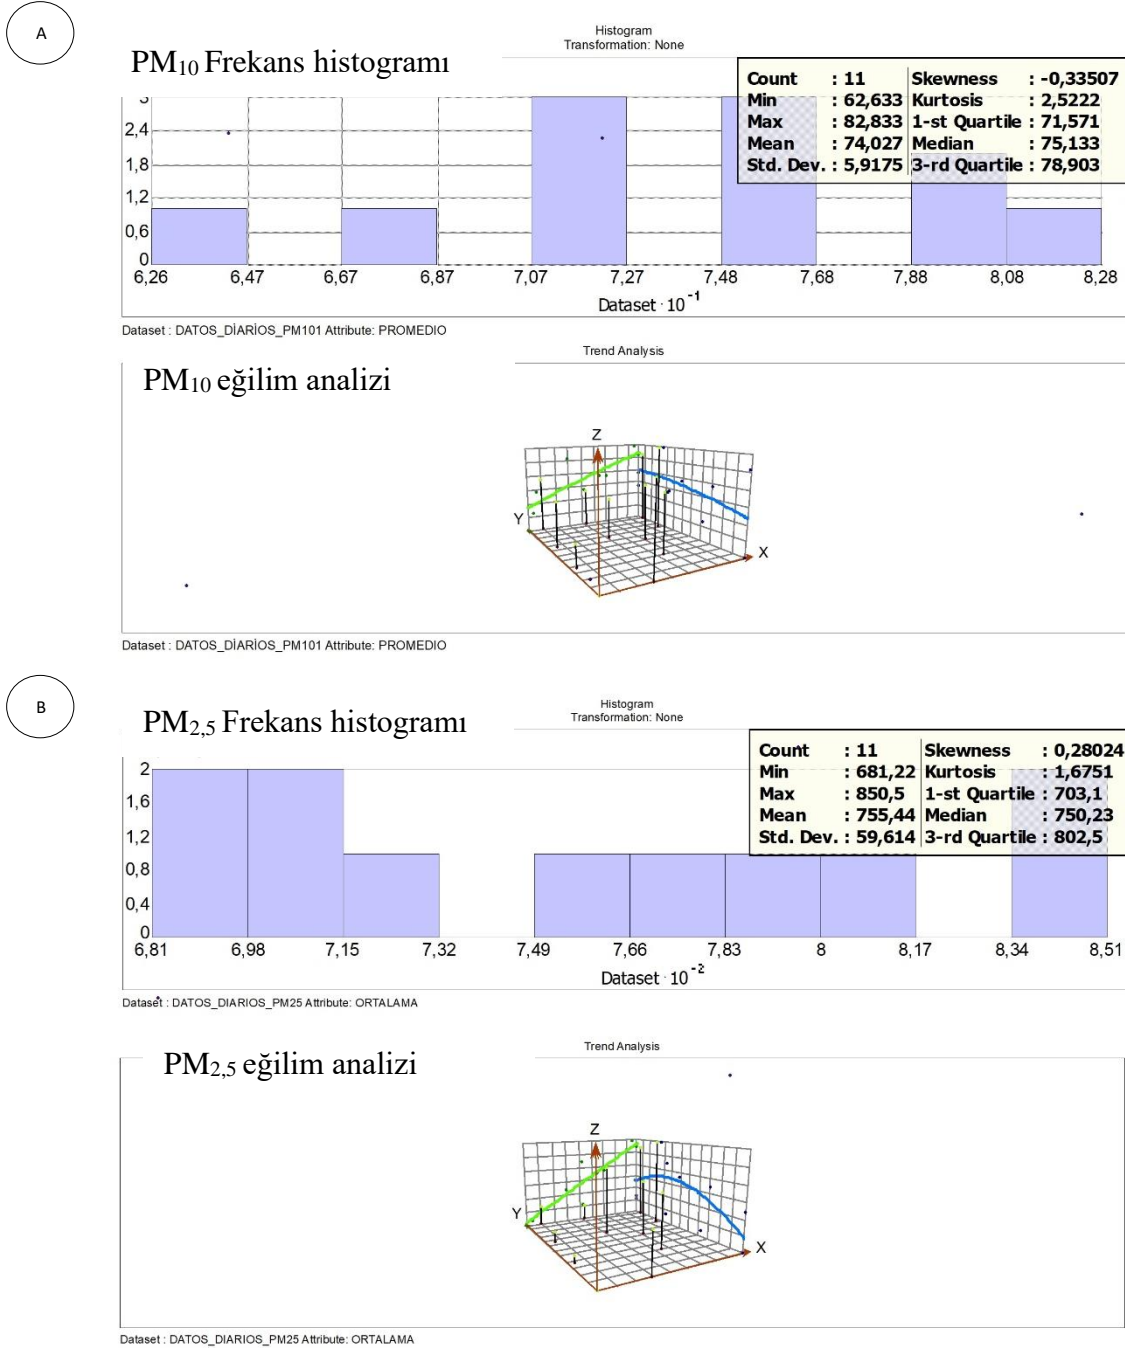 A
Histogram
Transformation: None
PM10 Frekans histogramı
Count : 11 Skewness : -0,33507
Min : 62,633 Kurtosis : 2,5222
Max : 82,833 1-st Quartile : 71,571
Mean : 74,027 Median : 75,133
Std. Dev. : 5,9175 3-rd Quartile : 78,903
3
2,4
1,8
1,2
0,6
0
6,26 6,47 6,67 6,87 7,07 7,27 7,48 7,68 7,88 8,08 8,28
Dataset · 10-1
Dataset : DATOS_DİARİOS_PM101 Attribute: PROMEDIO
Trend Analysis
PM10 eğilim analizi
Z
Y
X
Dataset : DATOS_DİARİOS_PM101 Attribute: PROMEDIO
B
Histogram
Transformation: None
PM2,5 Frekans histogramı
Count : 11 Skewness : 0,28024
Min : 681,22 Kurtosis : 1,6751
Max : 850,5 1-st Quartile : 703,1
Mean : 755,44 Median : 750,23
Std. Dev. : 59,614 3-rd Quartile : 802,5
2
1,6
1,2
0,8
0,4
0
6,81 6,98 7,15 7,32 7,49 7,66 7,83 8 8,17 8,34 8,51
Dataset · 10-2
Dataset : DATOS_DIARIOS_PM25 Attribute: ORTALAMA
Trend Analysis
PM2,5 eğilim analizi
Z
Y
X
Dataset : DATOS_DIARIOS_PM25 Attribute: ORTALAMA